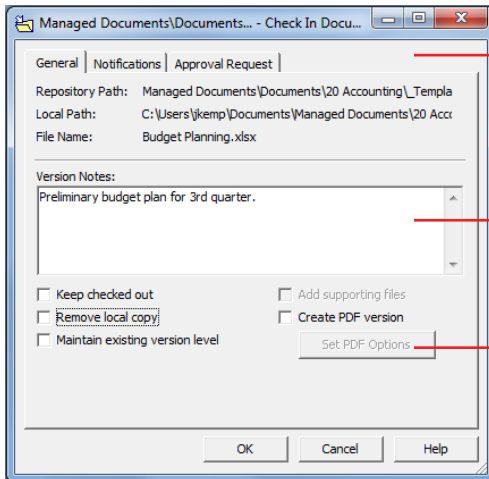 Managed Documents\Documents... - Check In Docu...
General Notifications Approval Request
Repository Path: Managed Documents\Documents\20 Accounting\_Templa
Local Path: C:\Users\jkemp\Documents\Managed Documents\20 Acc
File Name: Budget Planning.xlsx
Version Notes:
Preliminary budget plan for 3rd quarter.
Keep checked out Add supporting files
Remove local copy Create PDF version
Maintain existing version level Set PDF Options
OK Cancel Help